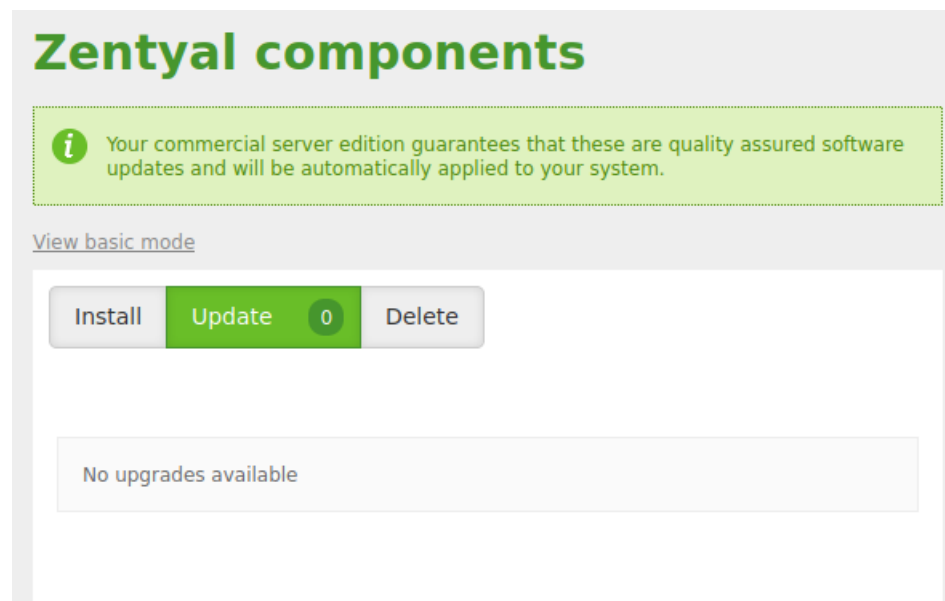 Zentyal components
Your commercial server edition guarantees that these are quality assured software
updates and will be automatically applied to your system.
View basic mode
Install Update 0 Delete
No upgrades available